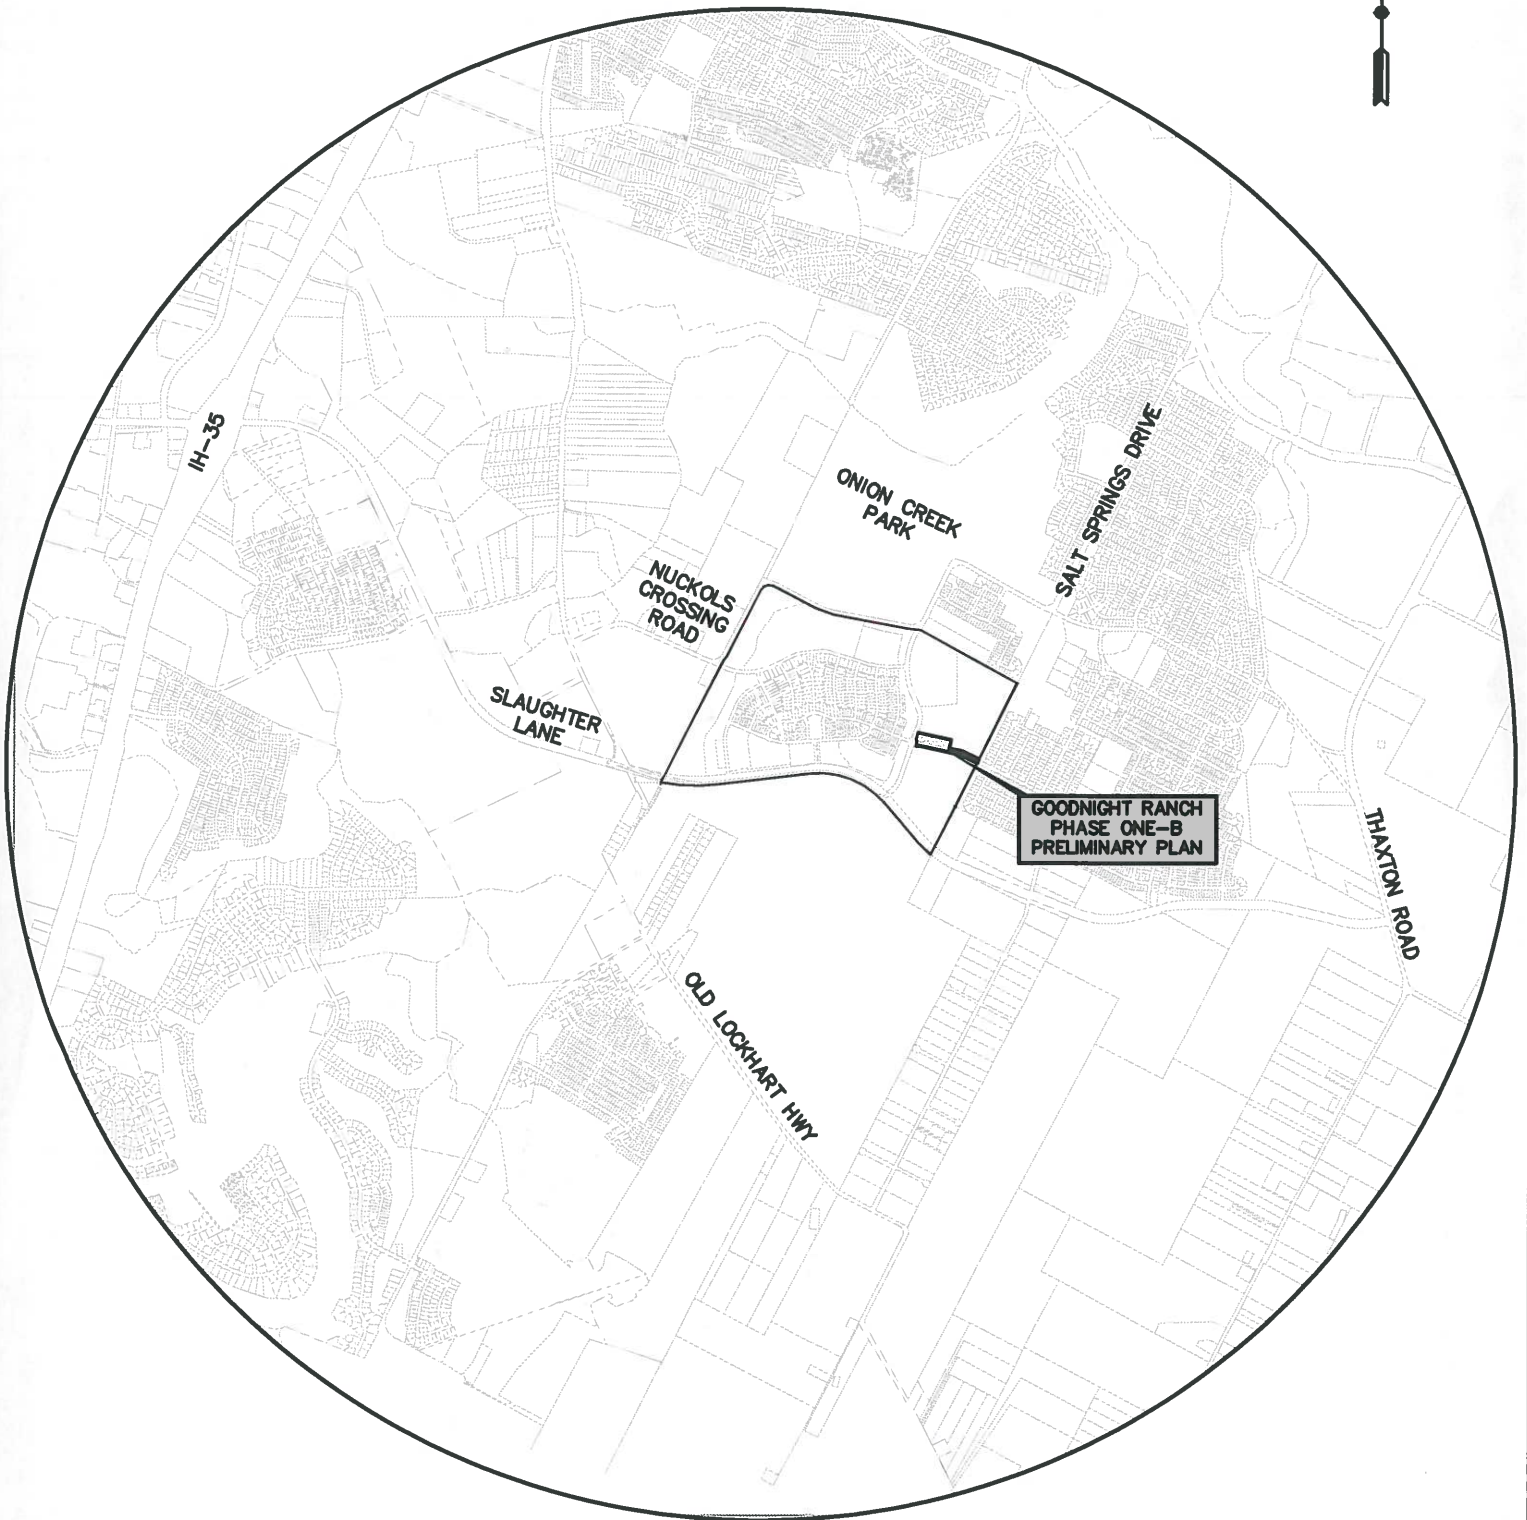 IH-35
ONION CREEK
PARK
SALT SPRINGS DRIVE
NUCKOLS
CROSSING
ROAD
SLAUGHTER
LANE
GOODNIGHT RANCH
PHASE ONE-B
PRELIMINARY PLAN
THAXTON ROAD
OLD LOCKHART HWY